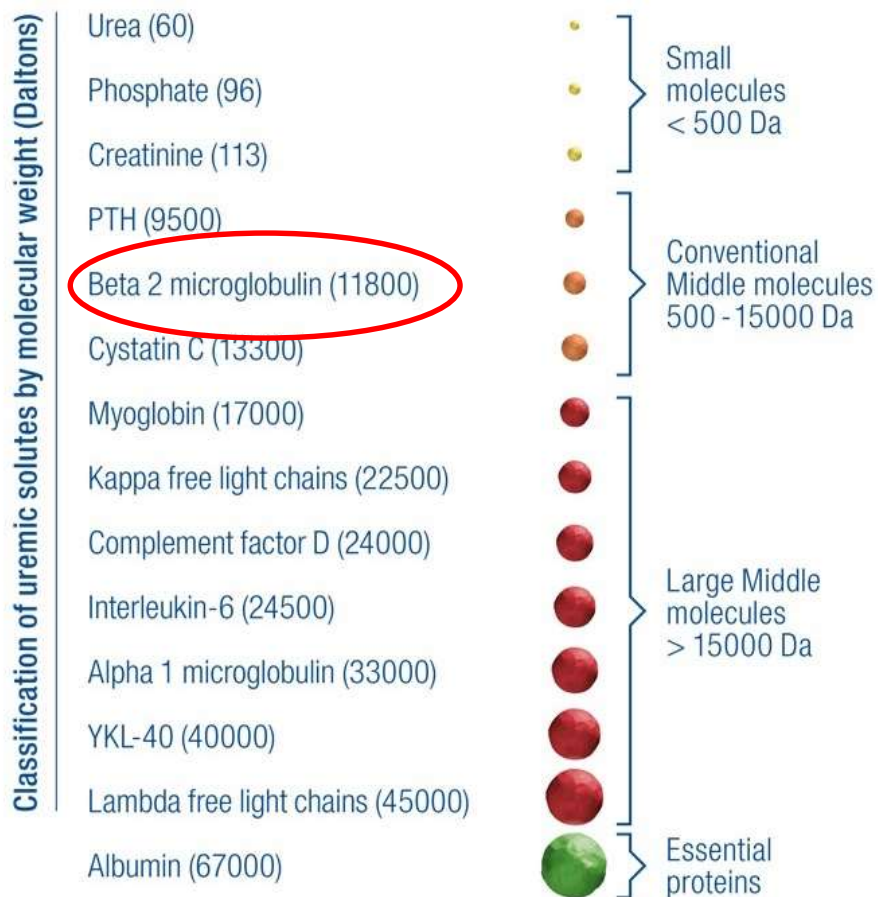 Classification of uremic solutes by molecular weight (Daltons)
Urea (60)
Phosphate (96)
Creatinine (113)
Small
molecules
< 500 Da
PTH (9500)
Beta 2 microglobulin (11800)
Cystatin C (13300)
Conventional
Middle molecules
500 - 15000 Da
Myoglobin (17000)
Kappa free light chains (22500)
Complement factor D (24000)
Interleukin-6 (24500)
Alpha 1 microglobulin (33000)
YKL-40 (40000)
Lambda free light chains (45000)
Large Middle
molecules
> 15000 Da
Albumin (67000)
Essential
proteins